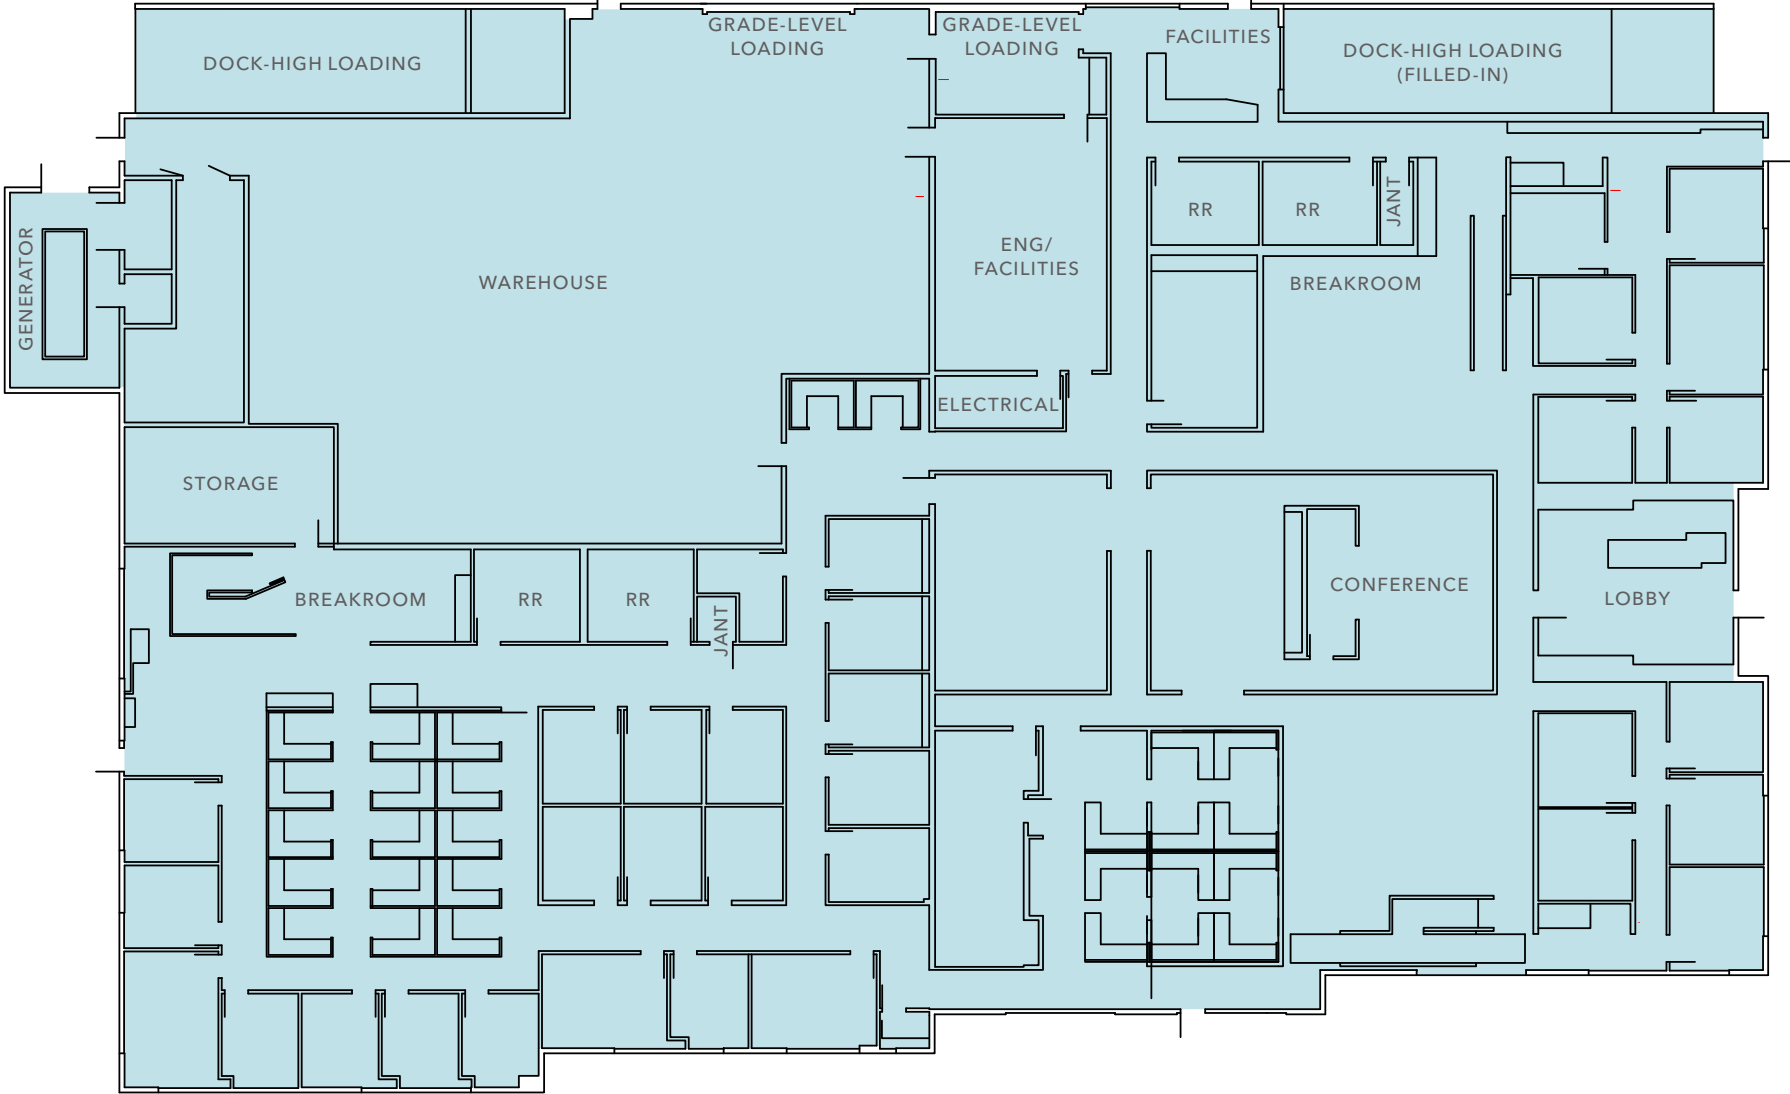 GRADE-LEVEL
LOADING
GRADE-LEVEL
LOADING
FACILITIES
DOCK-HIGH LOADING
DOCK-HIGH LOADING
(FILLED-IN)
RR
RR
JANT
GENERATOR
ENG/
FACILITIES
WAREHOUSE
BREAKROOM
ELECTRICAL
STORAGE
CONFERENCE
LOBBY
BREAKROOM
RR
RR
JANT